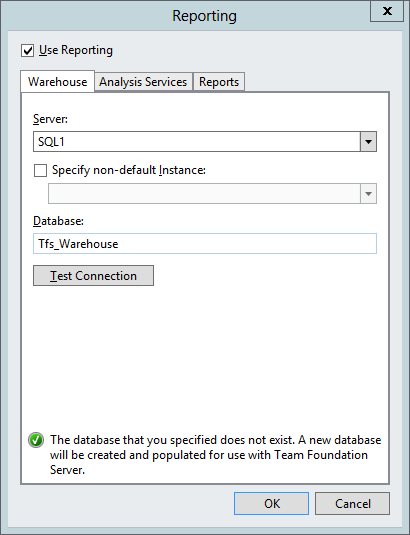 Reporting
x
Use Reporting
Warehouse Analysis Services Reports
Server:
SQL1
Specify non-default Instance:
Database:
Tfs_Warehouse
Test Connection
The database that you specified does not exist. A new database
will be created and populated for use with Team Foundation
Server.
OK Cancel